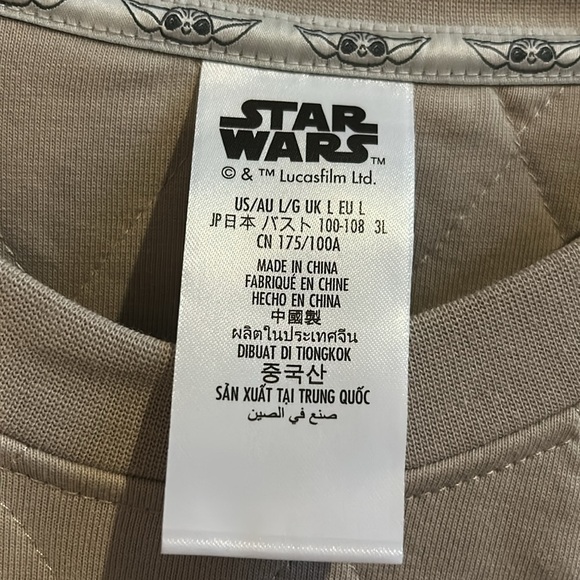 STAR
WARS™
© & ™ Lucasfilm Ltd.
US/AU L/G UK L EU L
JP日本 バスト 100-108 3L
CN 175/100A
MADE IN CHINA
FABRIQUÉ EN CHINE
HECHO EN CHINA
中國製
ผลิตในประเทศจีน
DIBUAT DI TIONGKOK
중국산
SẢN XUẤT TẠI TRUNG QUỐC
صنع في الصين